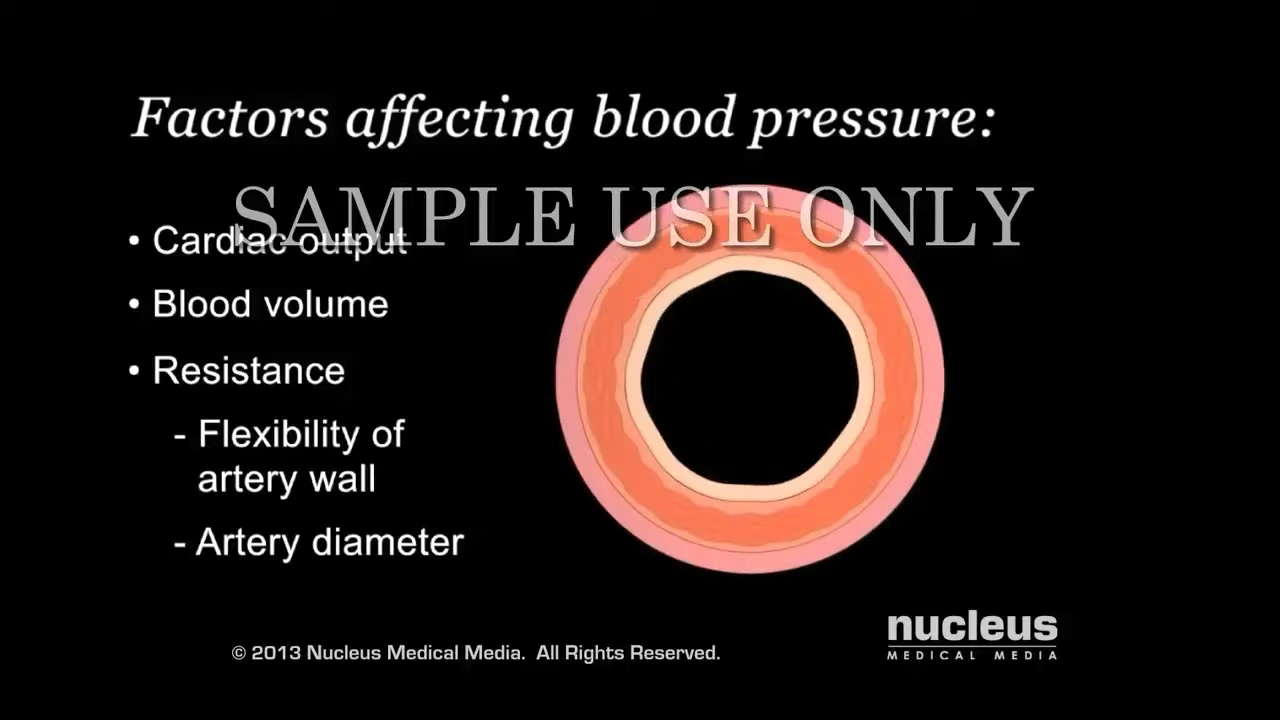 Factors affecting blood pressure:
SAMPLE USE ONLY
• Cardiac output
• Blood volume
• Resistance
- Flexibility of
artery wall
- Artery diameter
nucleus
MEDICAL MEDIA
© 2013 Nucleus Medical Media. All Rights Reserved.